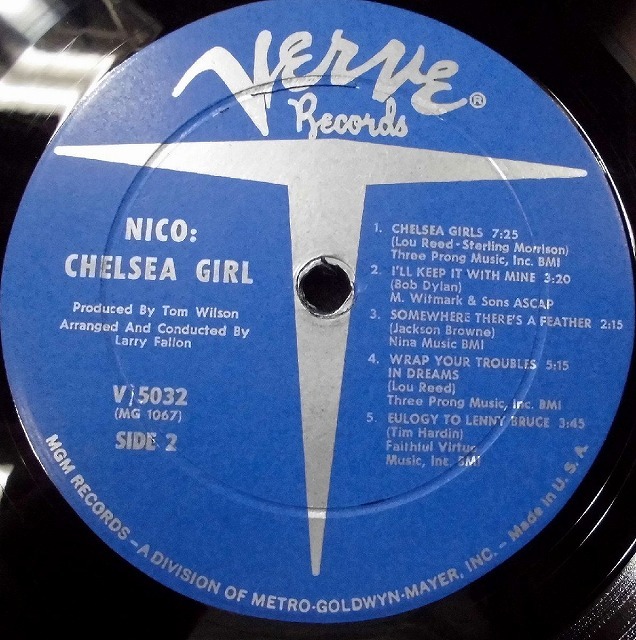 Verve®
Records
NICO:
CHELSEA GIRL
Produced By Tom Wilson
Arranged And Conducted By
Larry Fallon
V/5032
(MG 1067)
SIDE 2
1. CHELSEA GIRLS 7:25
(Lou Reed-Sterling Morrison)
Three Prong Music, Inc. BMI
2. I'LL KEEP IT WITH MINE 3:20
(Bob Dylan)
M. Witmark & Sons ASCAP
3. SOMEWHERE THERE'S A FEATHER 2:15
(Jackson Browne)
Nina Music BMI
4. WRAP YOUR TROUBLES 5:15
IN DREAMS
(Lou Reed)
Three Prong Music, Inc. BMI
5. EULOGY TO LENNY BRUCE 3:45
(Tim Hardin)
Faithful Virtue
Music, Inc. BMI
MGM RECORDS – A DIVISION OF METRO-GOLDWYN-MAYER, INC. – Made in U. S. A.